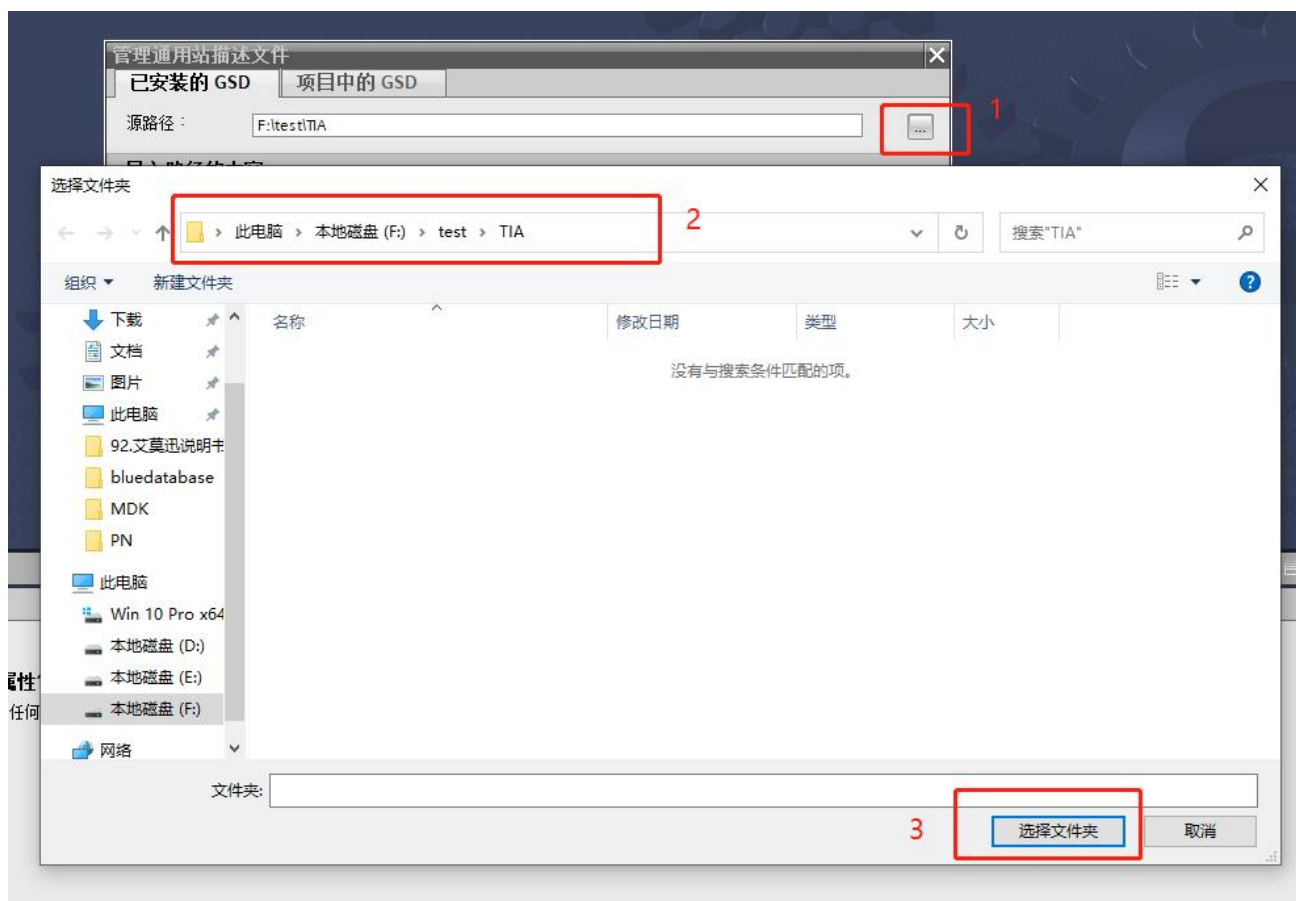 管理通用站描述文件
已安装的 GSD 项目中的 GSD
源路径： F:\test\TIA ... 1
选择文件夹
此电脑 › 本地磁盘 (F:) › test › TIA 2 搜索"TIA"
组织 新建文件夹
下载 名称 修改日期 类型 大小
文档
没有与搜索条件匹配的项。
图片
此电脑
92.艾莫迅说明
bluedatabase
MDK
PN
此电脑
Win 10 Pro x64
本地磁盘 (D:)
本地磁盘 (E:)
属性
本地磁盘 (F:)
任何
网络
文件夹:
3 选择文件夹 取消